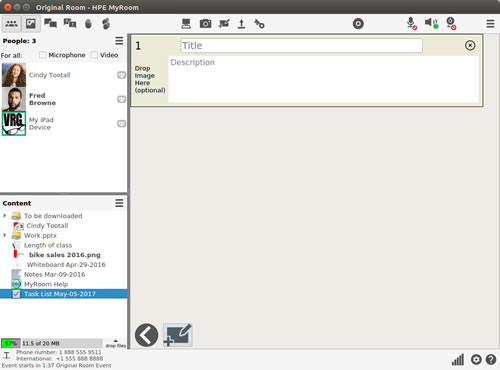 Original Room - HPE MyRoom
People: 3
For all: Microphone Video
Cindy Tootall
Fred
Browne
VRG
My iPad
Device
1
Title
Drop
Image
Here
(optional)
Description
Content
To be downloaded
Cindy Tootall
Work.pptx
Length of class
bike sales 2016.png
Whiteboard Apr-29-2016
Notes Mar-09-2016
MyRoom Help
Task List May-05-2017
57% 11.5 of 20 MB
drop files
Phone number: 1 888 555 9511
International: +1 555 888 8888
Event starts in 1:37 Original Room Event